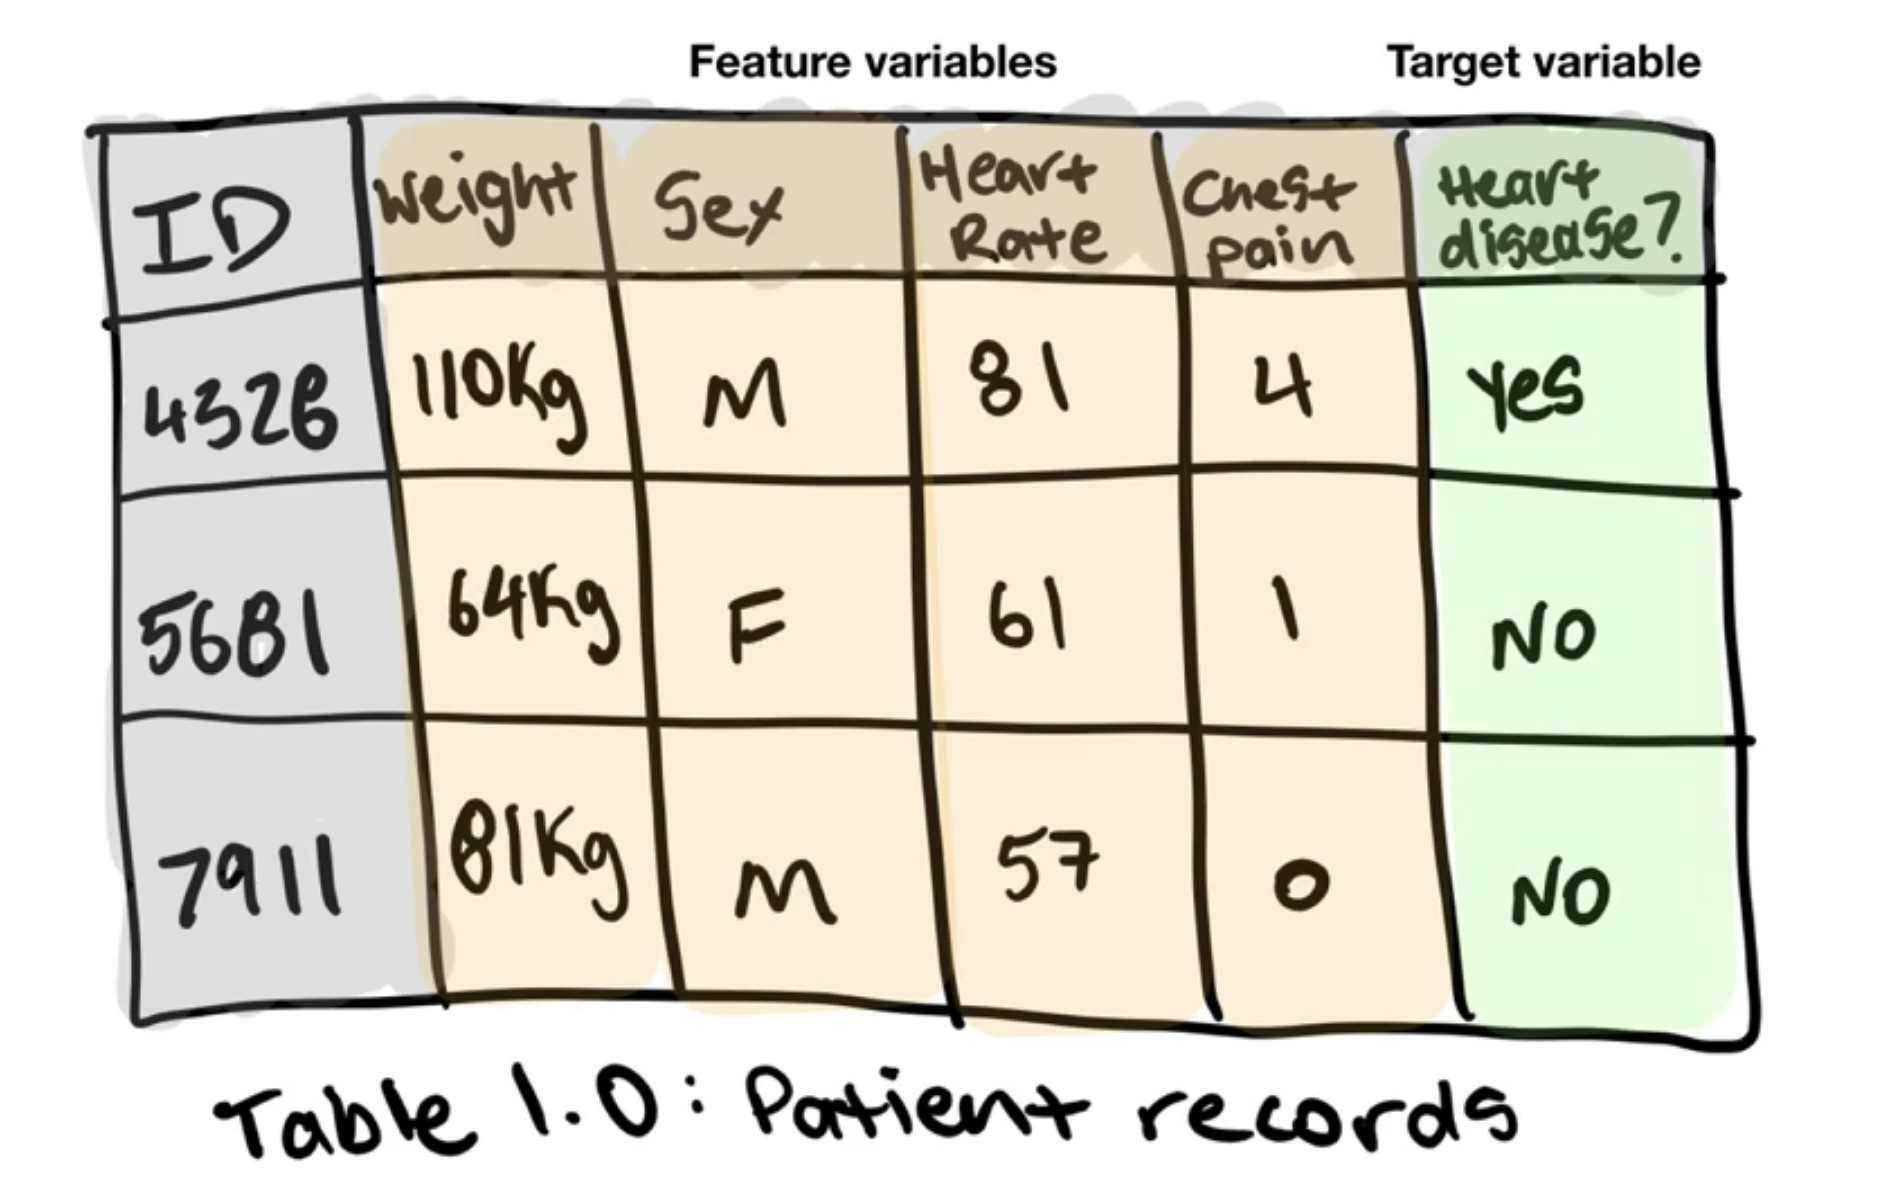 Feature variables Target variable
ID Weight Sex Heart Rate Chest pain Heart disease?
4326 110Kg M 81 4 Yes
5681 64Kg F 61 1 NO
7911 81Kg M 57 0 NO
Table 1.0: Patient records